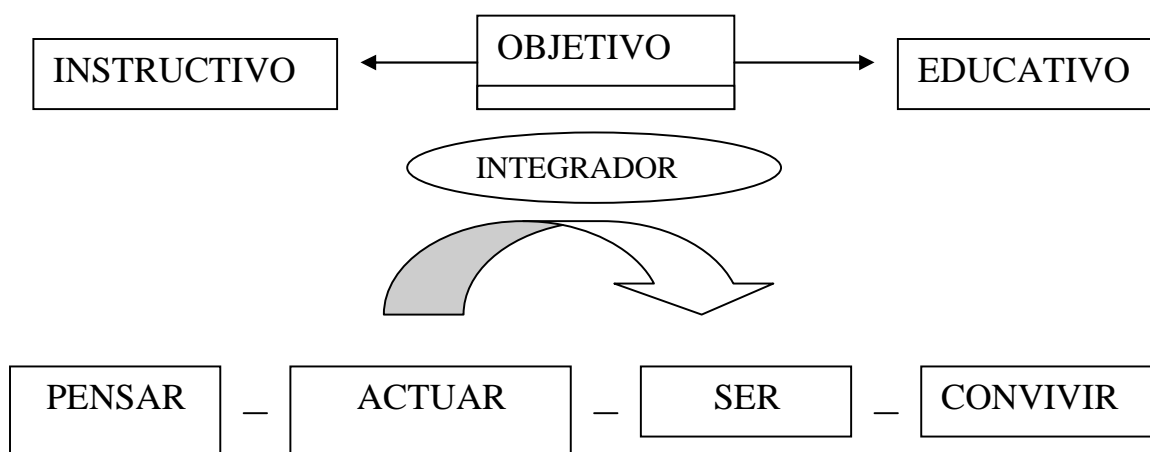 INSTRUCTIVO
OBJETIVO
EDUCATIVO
INTEGRADOR
PENSAR – ACTUAR – SER – CONVIVIR